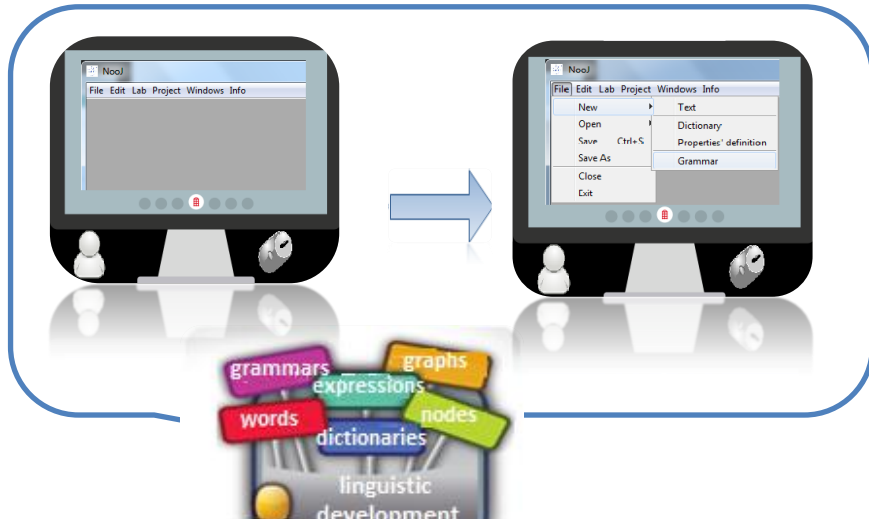 NooJ
File Edit Lab Project Windows Info
NooJ
File Edit Lab Project Windows Info
New
Text
Open
Dictionary
Save Ctrl+S
Properties' definition
Save As
Grammar
Close
Exit
grammars
graphs
expressions
words
nodes
dictionaries
linguistic
development